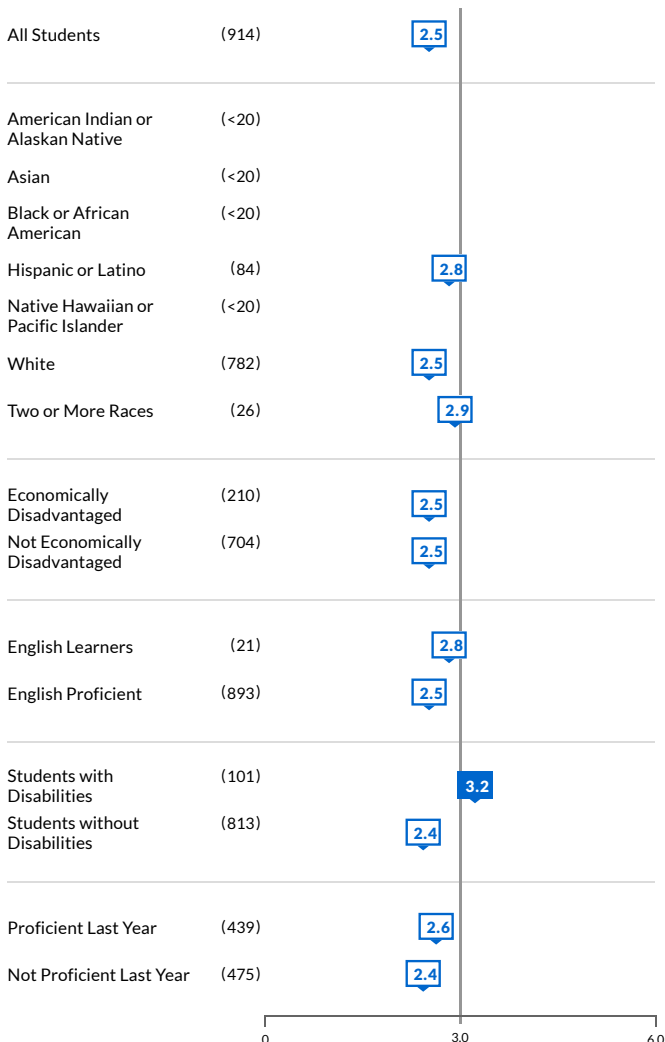 All Students (914) 2.5
American Indian or (<20)
Alaskan Native
Asian (<20)
Black or African (<20)
American
Hispanic or Latino (84) 2.8
Native Hawaiian or (<20)
Pacific Islander
White (782) 2.5
Two or More Races (26) 2.9
Economically (210) 2.5
Disadvantaged
Not Economically (704) 2.5
Disadvantaged
English Learners (21) 2.8
English Proficient (893) 2.5
Students with (101) 3.2
Disabilities
Students without (813) 2.4
Disabilities
Proficient Last Year (439) 2.6
Not Proficient Last Year (475) 2.4
0 3.0 6.0